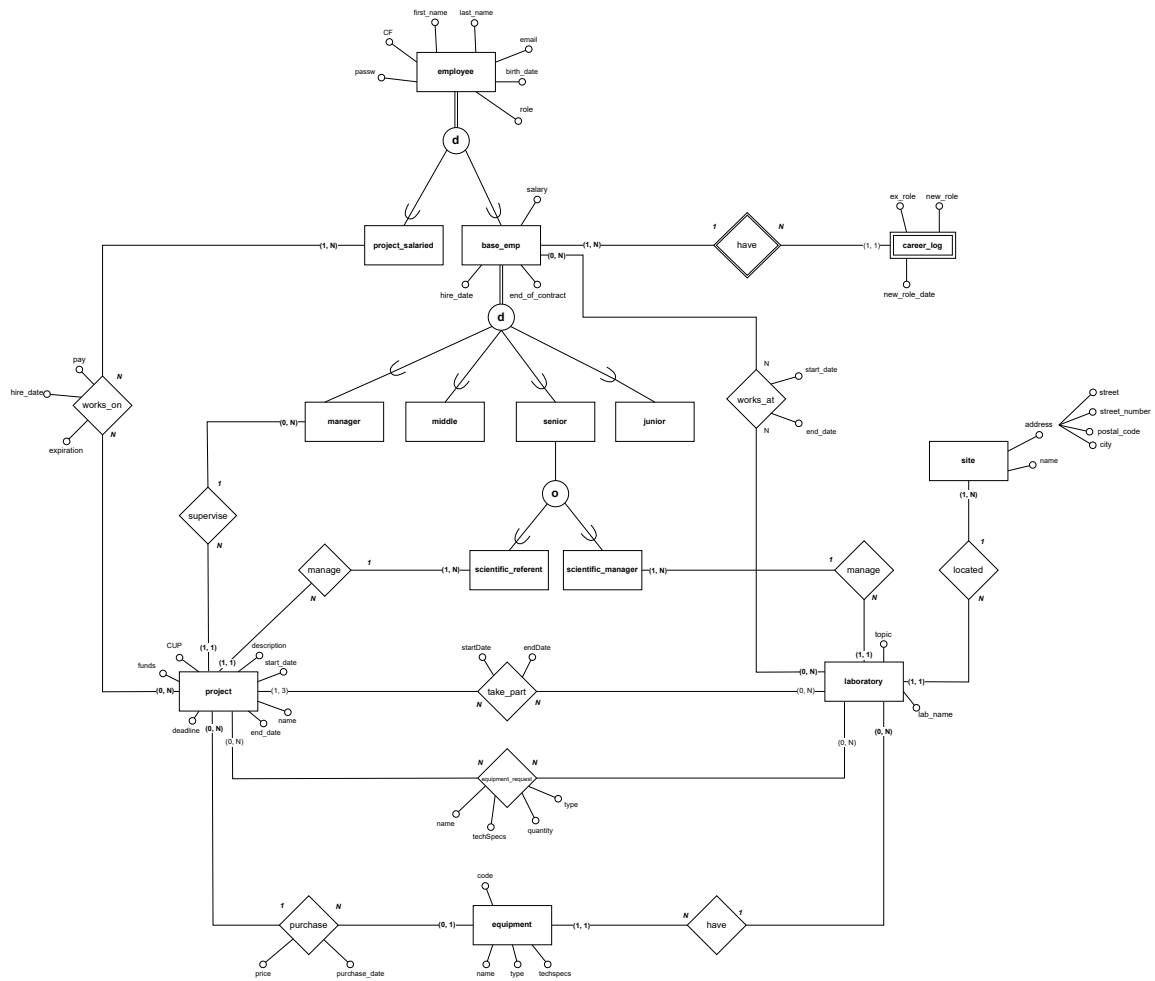 first_name
last_name
CF
email
employee
passw
birth_date
role
d
salary
ex_role
new_role
(1, N)
project_salaried
base_emp
(1, N)
(0, N)
1
have
N
(1, 1)
career_log
hire_date
end_of_contract
new_role_date
d
pay
N
hire_date
works_on
N
expiration
N
start_date
works_at
N
end_date
(0, N)
manager
middle
senior
junior
street
street_number
address
postal_code
city
site
name
(1, N)
o
1
supervise
N
manage
1
N
(1, N)
scientific_referent
scientific_manager
(1, N)
1
manage
N
1
located
N
(1, 1)
(1, 1)
CUP
description
funds
start_date
(0, N)
project
(1, 3)
name
deadline
(0, N)
end_date
(0, N)
startDate
endDate
take_part
N
N
(1, 1)
topic
(0, N)
laboratory
(1, 1)
(0, N)
lab_name
(0, N)
(0, N)
N
N
equipment_request
name
techSpecs
quantity
type
code
1
N
purchase
(0, 1)
equipment
(1, 1)
N
1
have
price
purchase_date
name
type
techspecs